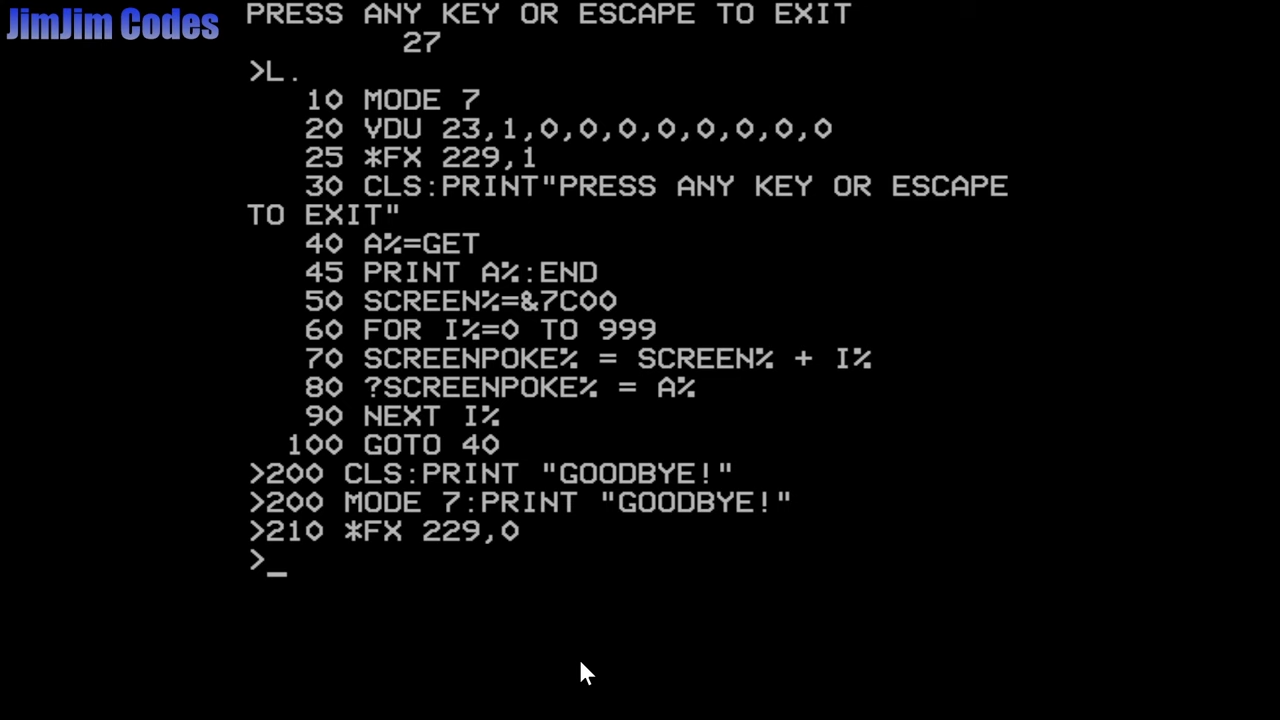 JimJim Codes
PRESS ANY KEY OR ESCAPE TO EXIT
27
>L.
10 MODE 7
20 VDU 23,1,0,0,0,0,0,0,0,0
25 *FX 229,1
30 CLS:PRINT"PRESS ANY KEY OR ESCAPE
TO EXIT"
40 A%=GET
45 PRINT A%:END
50 SCREEN%=&7C00
60 FOR I%=0 TO 999
70 SCREENPOKE% = SCREEN% + I%
80 ?SCREENPOKE% = A%
90 NEXT I%
100 GOTO 40
>200 CLS:PRINT "GOODBYE!"
>200 MODE 7:PRINT "GOODBYE!"
>210 *FX 229,0
>_